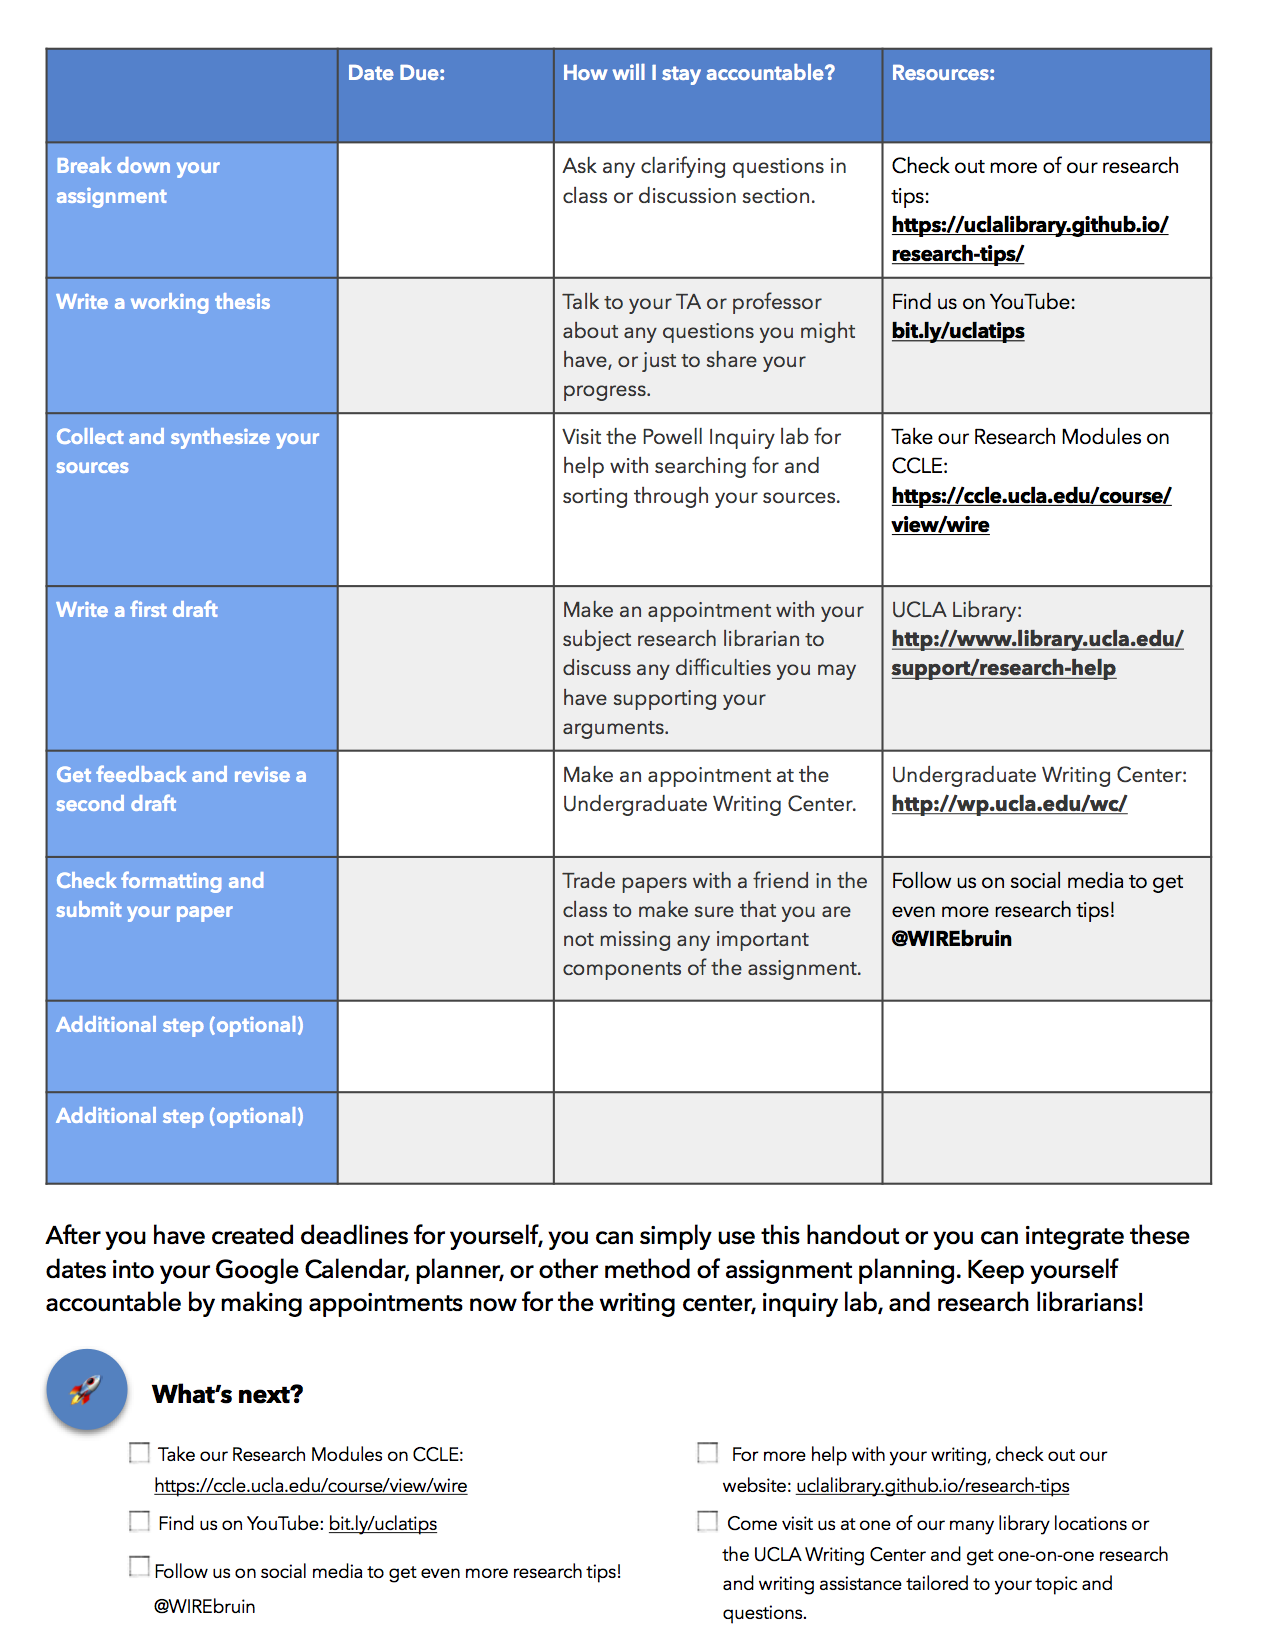 Date Due:
How will I stay accountable?
Resources:
Break down your
assignment
Ask any clarifying questions in
class or discussion section.
Check out more of our research
tips:
https://uclalibrary.github.io/
research-tips/
Write a working thesis
Talk to your TA or professor
about any questions you might
have, or just to share your
progress.
Find us on YouTube:
bit.ly/uclatips
Collect and synthesize your
sources
Visit the Powell Inquiry lab for
help with searching for and
sorting through your sources.
Take our Research Modules on
CCLE:
https://ccle.ucla.edu/course/
view/wire
Write a first draft
Make an appointment with your
subject research librarian to
discuss any difficulties you may
have supporting your
arguments.
UCLA Library:
http://www.library.ucla.edu/
support/research-help
Get feedback and revise a
second draft
Make an appointment at the
Undergraduate Writing Center.
Undergraduate Writing Center:
http://wp.ucla.edu/wc/
Check formatting and
submit your paper
Trade papers with a friend in the
class to make sure that you are
not missing any important
components of the assignment.
Follow us on social media to get
even more research tips!
@WIREbruin
Additional step (optional)
Additional step (optional)
After you have created deadlines for yourself, you can simply use this handout or you can integrate these
dates into your Google Calendar, planner, or other method of assignment planning. Keep yourself
accountable by making appointments now for the writing center, inquiry lab, and research librarians!
What's next?
Take our Research Modules on CCLE:
https://ccle.ucla.edu/course/view/wire
Find us on YouTube: bit.ly/uclatips
Follow us on social media to get even more research tips!
@WIREbruin
For more help with your writing, check out our
website: uclalibrary.github.io/research-tips
Come visit us at one of our many library locations or
the UCLA Writing Center and get one-on-one research
and writing assistance tailored to your topic and
questions.